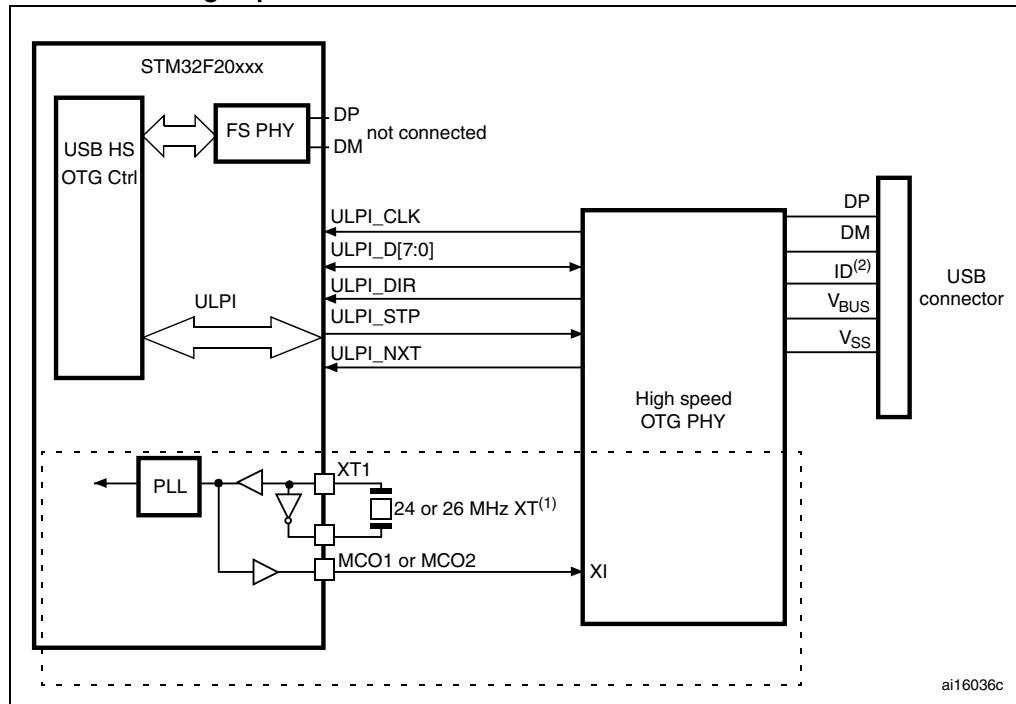 STM32F20xxx
USB HS
OTG Ctrl
FS PHY
DP
DM
not connected
ULPI_CLK
ULPI_D[7:0]
ULPI_DIR
ULPI_STP
ULPI_NXT
ULPI
High speed
OTG PHY
DP
DM
ID(2)
VBUS
VSS
USB
connector
PLL
XT1
24 or 26 MHz XT(1)
MCO1 or MCO2
XI
ai16036c